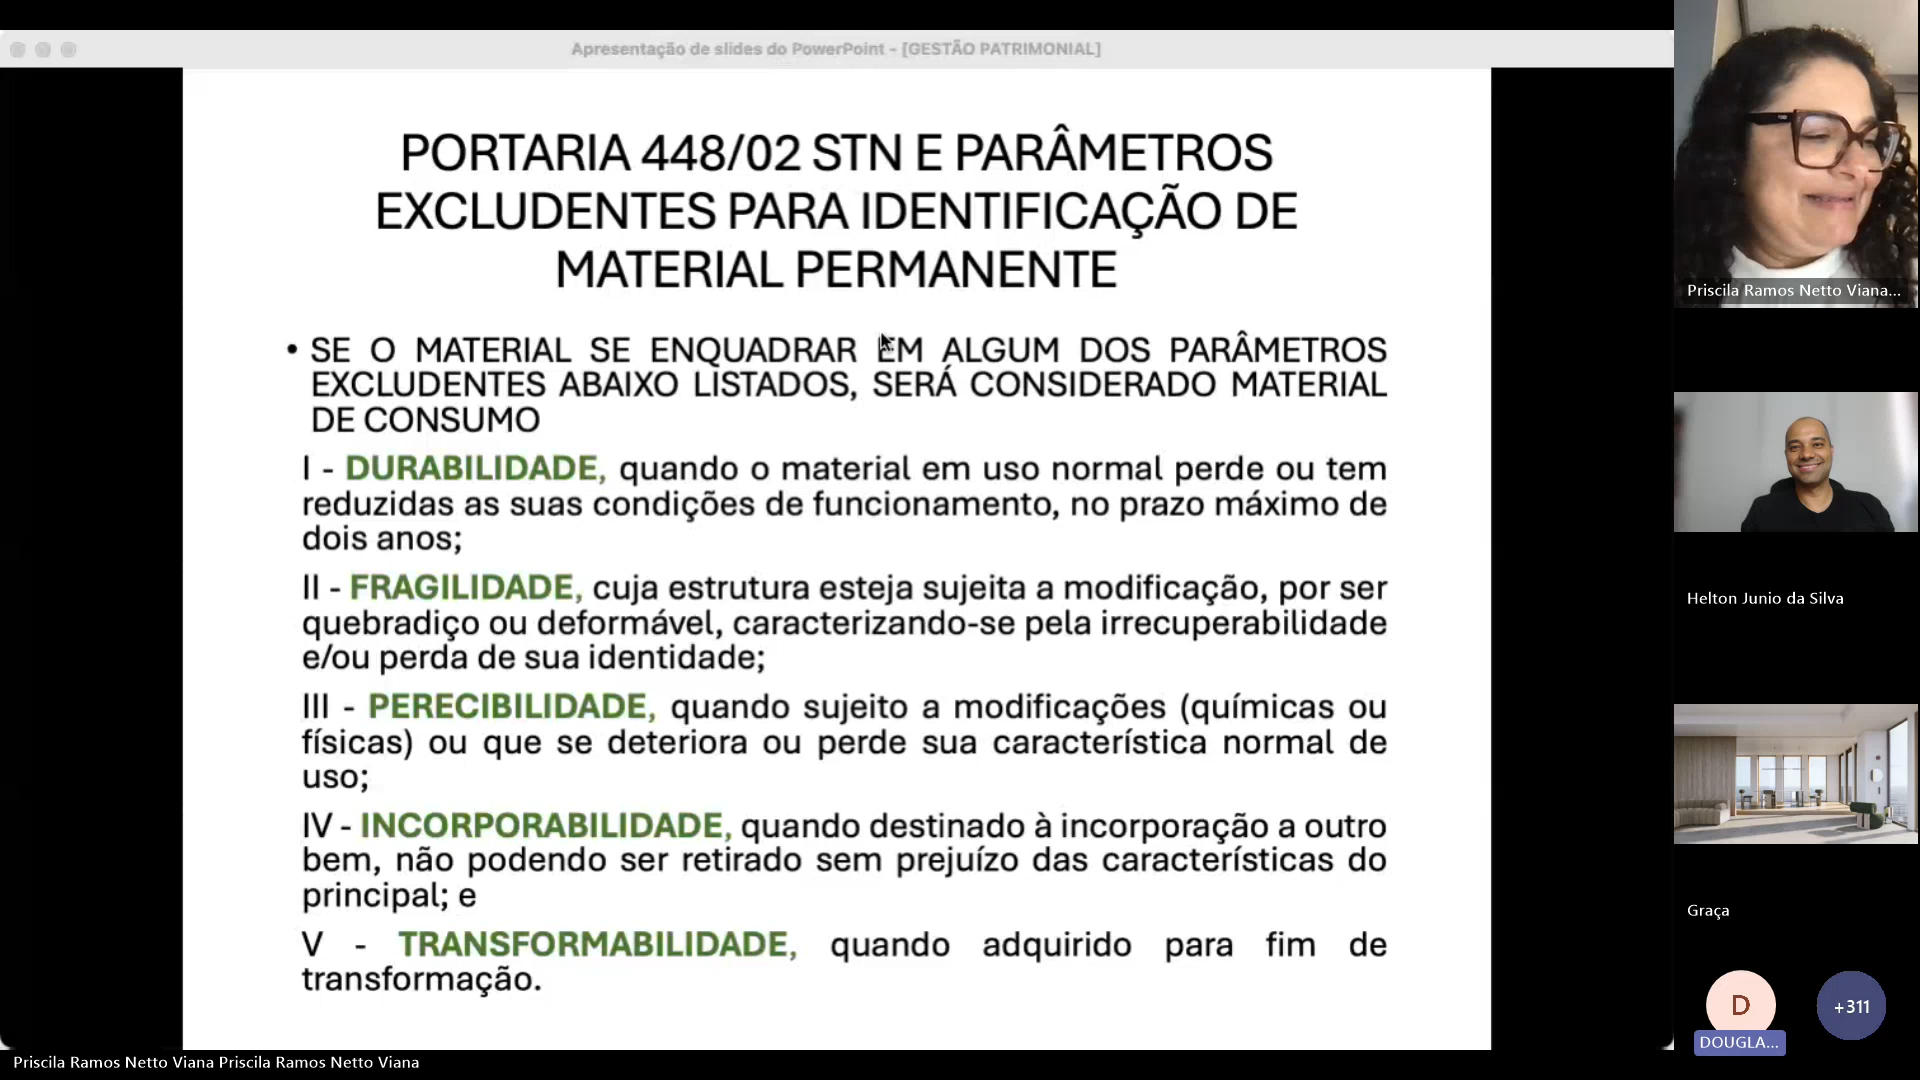 Apresentação de slides do PowerPoint - [GESTÃO PATRIMONIAL]
PORTARIA 448/02 STN E PARÂMETROS
EXCLUDENTES PARA IDENTIFICAÇÃO DE
MATERIAL PERMANENTE
• SE O MATERIAL SE ENQUADRAR EM ALGUM DOS PARÂMETROS
EXCLUDENTES ABAIXO LISTADOS, SERÁ CONSIDERADO MATERIAL
DE CONSUMO
I - DURABILIDADE, quando o material em uso normal perde ou tem
reduzidas as suas condições de funcionamento, no prazo máximo de
dois anos;
II - FRAGILIDADE, cuja estrutura esteja sujeita a modificação, por ser
quebradiço ou deformável, caracterizando-se pela irrecuperabilidade
e/ou perda de sua identidade;
III - PERECIBILIDADE, quando sujeito a modificações (químicas ou
físicas) ou que se deteriora ou perde sua característica normal de
uso;
IV - INCORPORABILIDADE, quando destinado à incorporação a outro
bem, não podendo ser retirado sem prejuízo das características do
principal; e
V - TRANSFORMABILIDADE, quando adquirido para fim de
transformação.
Priscila Ramos Netto Viana...
Helton Junio da Silva
Graça
D
+311
DOUGLA...
Priscila Ramos Netto Viana Priscila Ramos Netto Viana